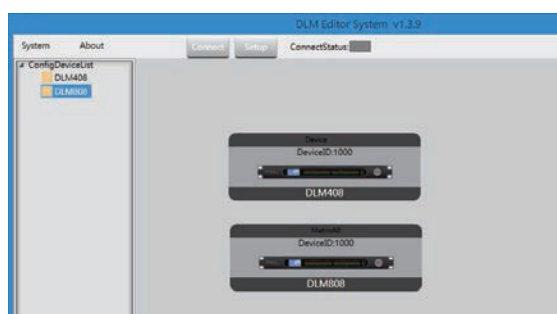 DLM Editor System v1.3.9
System About Connect Setup ConnectStatus:
ConfigDeviceList
DLM408
DLM808
Device
DeviceID:1000
DLM408
MatrixA8
DeviceID:1000
DLM808